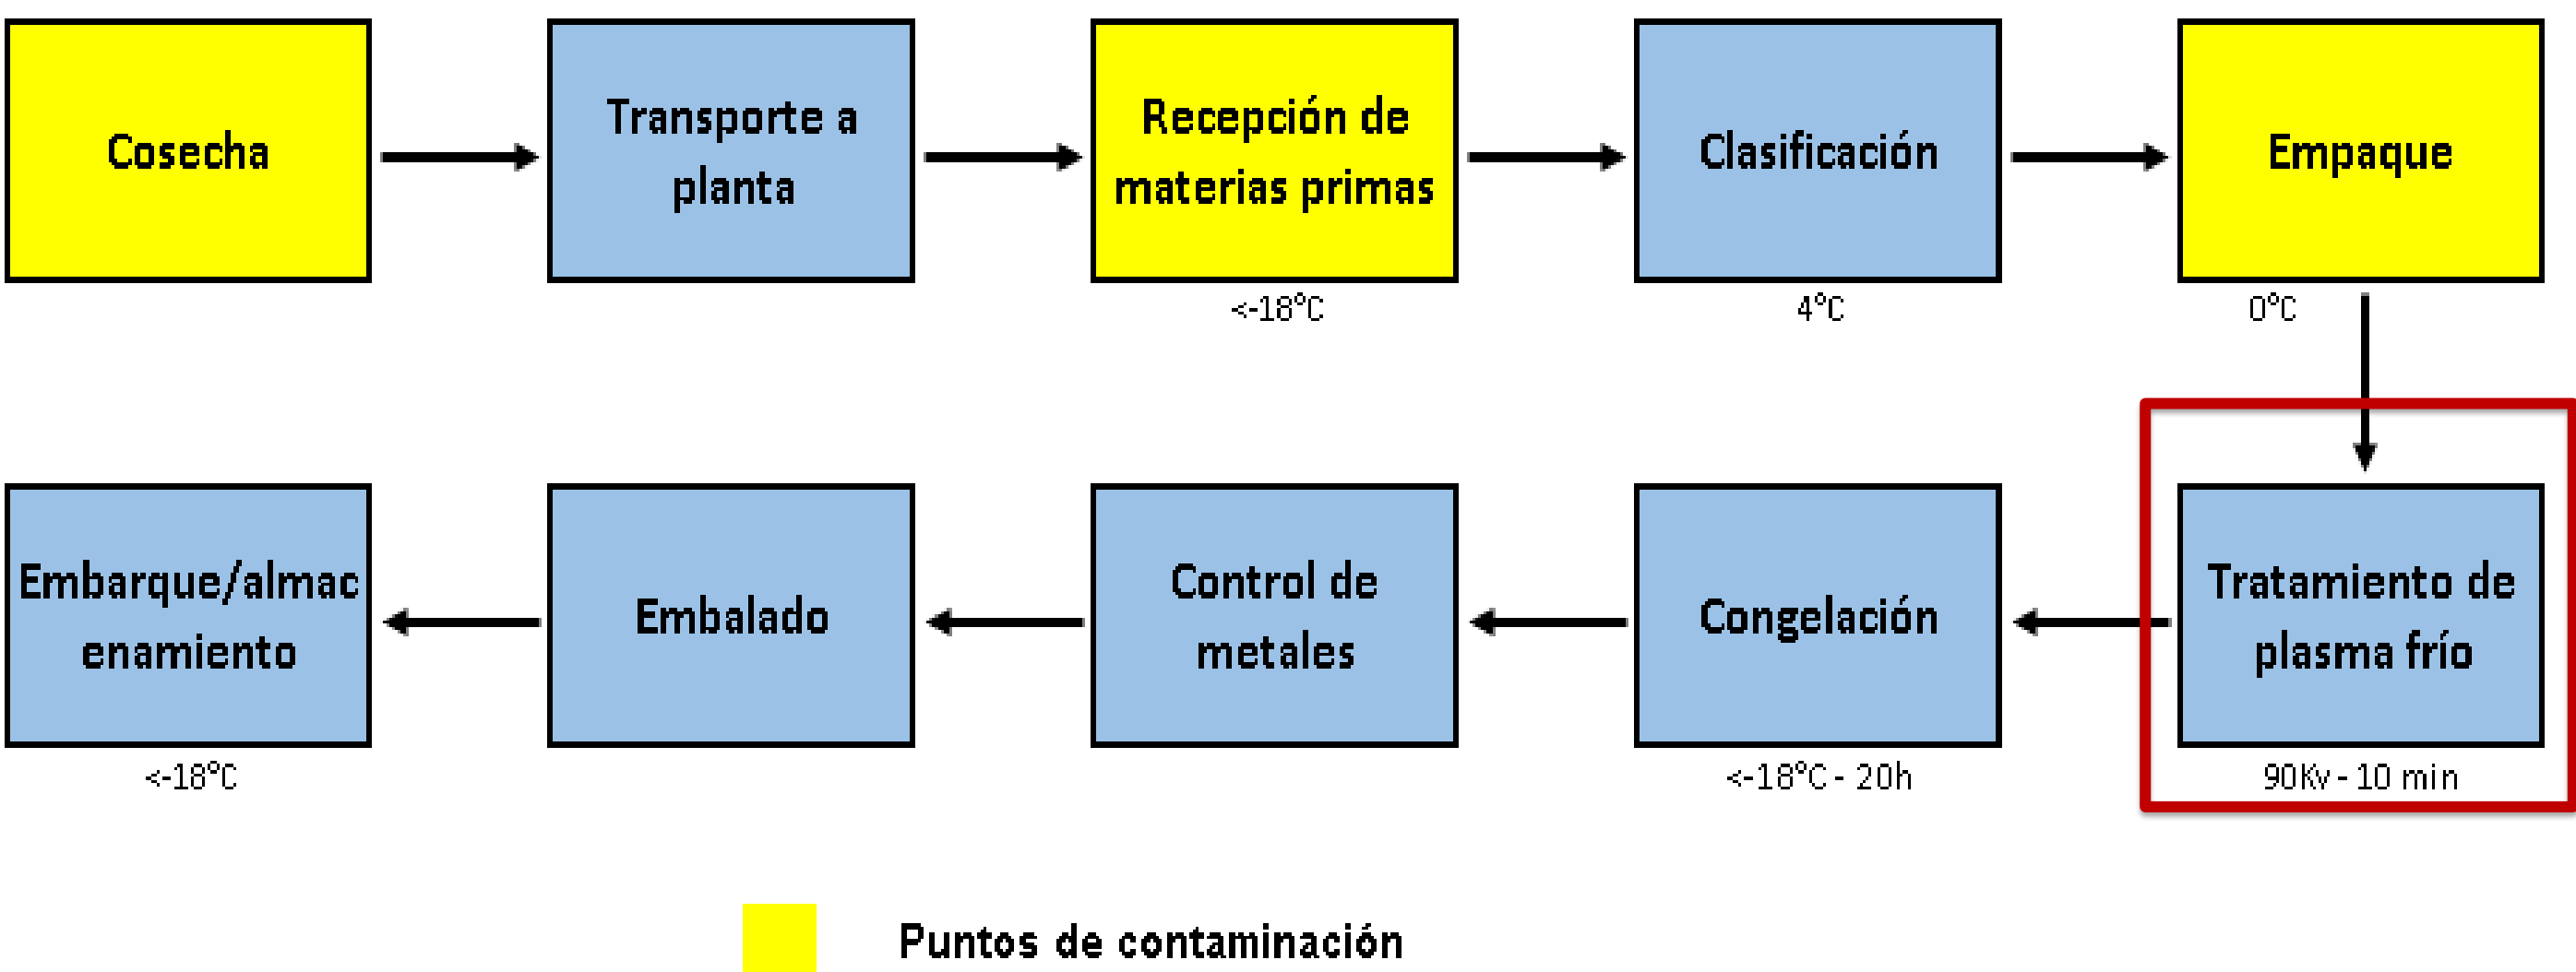 Cosecha
Transporte a
planta
Recepción de
materias primas
<-18°C
Clasificación
4°C
Empaque
0°C
Tratamiento de
plasma frío
90Kv - 10 min
Congelación
<-18°C - 20h
Control de
metales
Embalado
Embarque/almac
enamiento
<-18°C
Puntos de contaminación